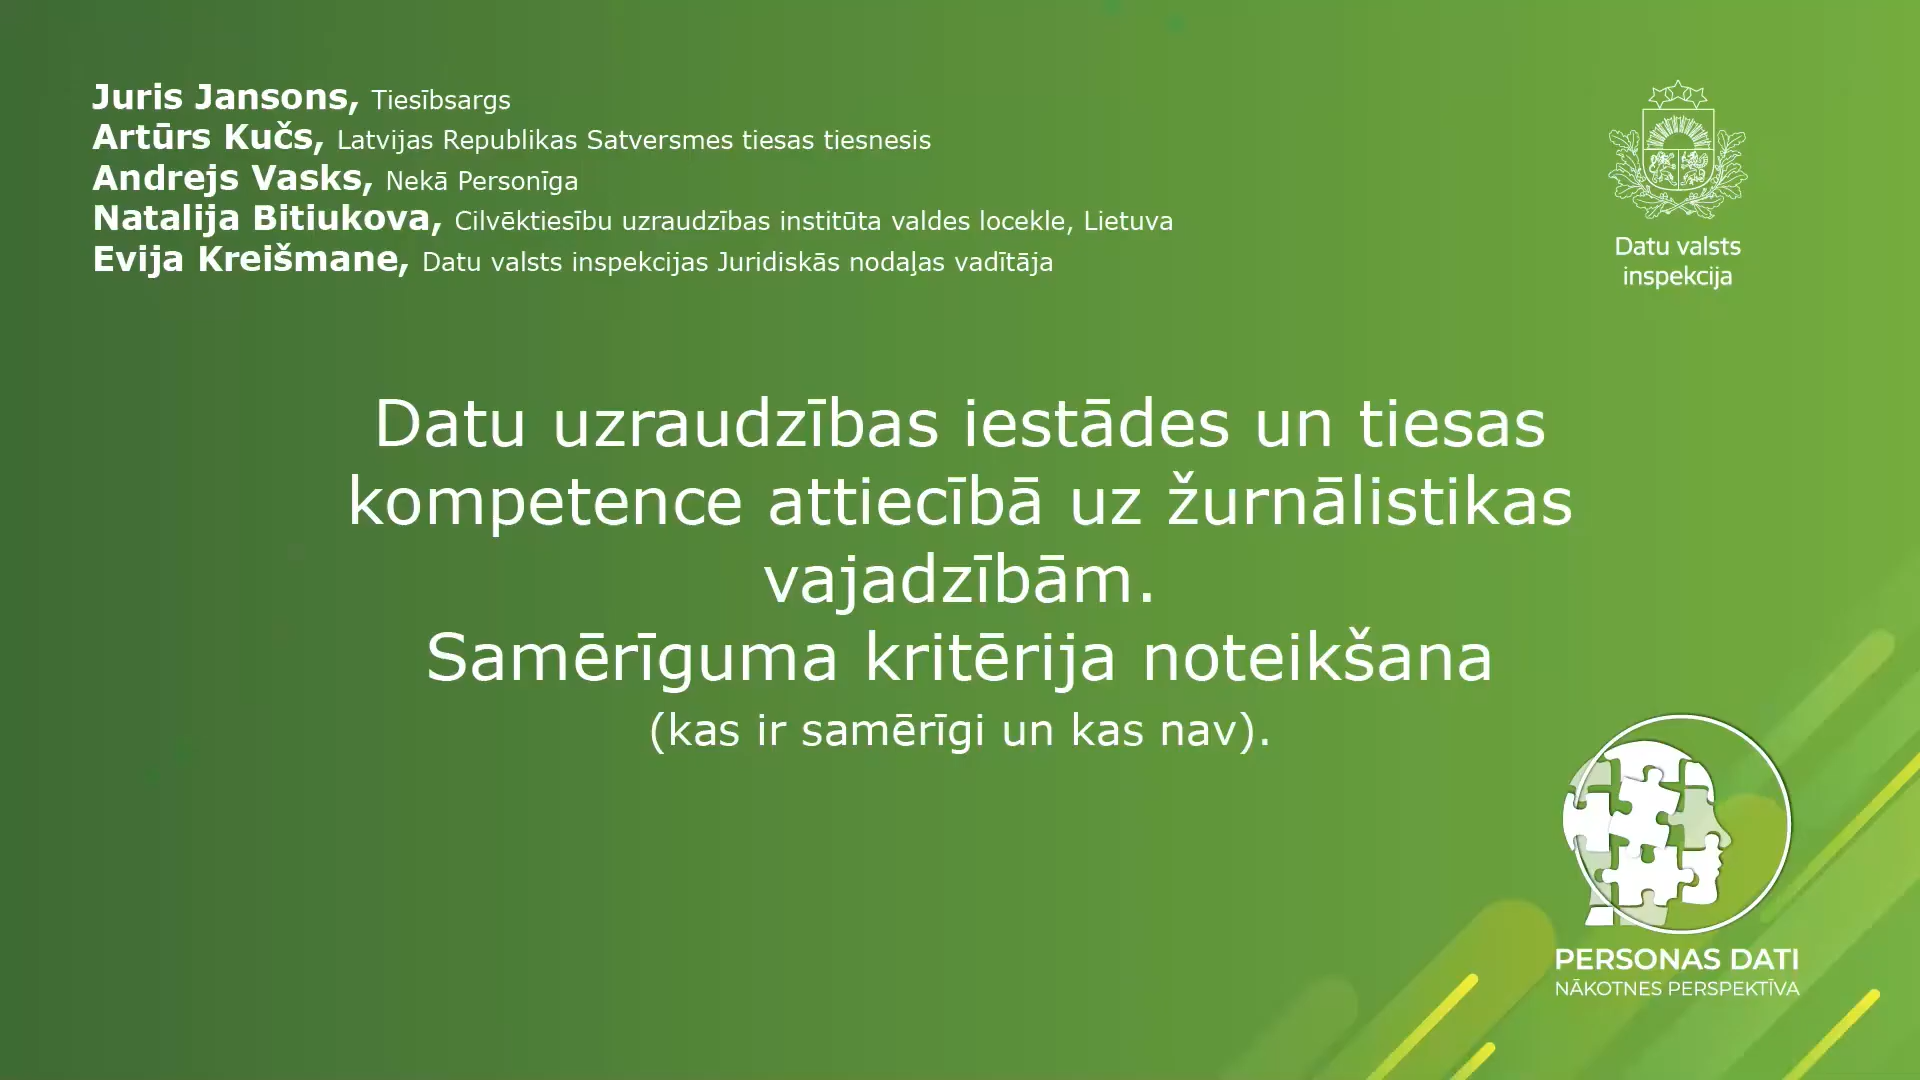 Juris Jansons, Tiesībsargs
Artūrs Kučs, Latvijas Republikas Satversmes tiesas tiesnesis
Andrejs Vasks, Nekā Personīga
Natalija Bitiukova, Cilvēktiesību uzraudzības institūta valdes locekle, Lietuva
Evija Kreišmane, Datu valsts inspekcijas Juridiskās nodaļas vadītāja
Datu valsts
inspekcija
Datu uzraudzības iestādes un tiesas
kompetence attiecībā uz žurnālistikas
vajadzībām.
Samērīguma kritērija noteikšana
(kas ir samērīgi un kas nav).
PERSONAS DATI
NĀKOTNES PERSPEKTĪVA